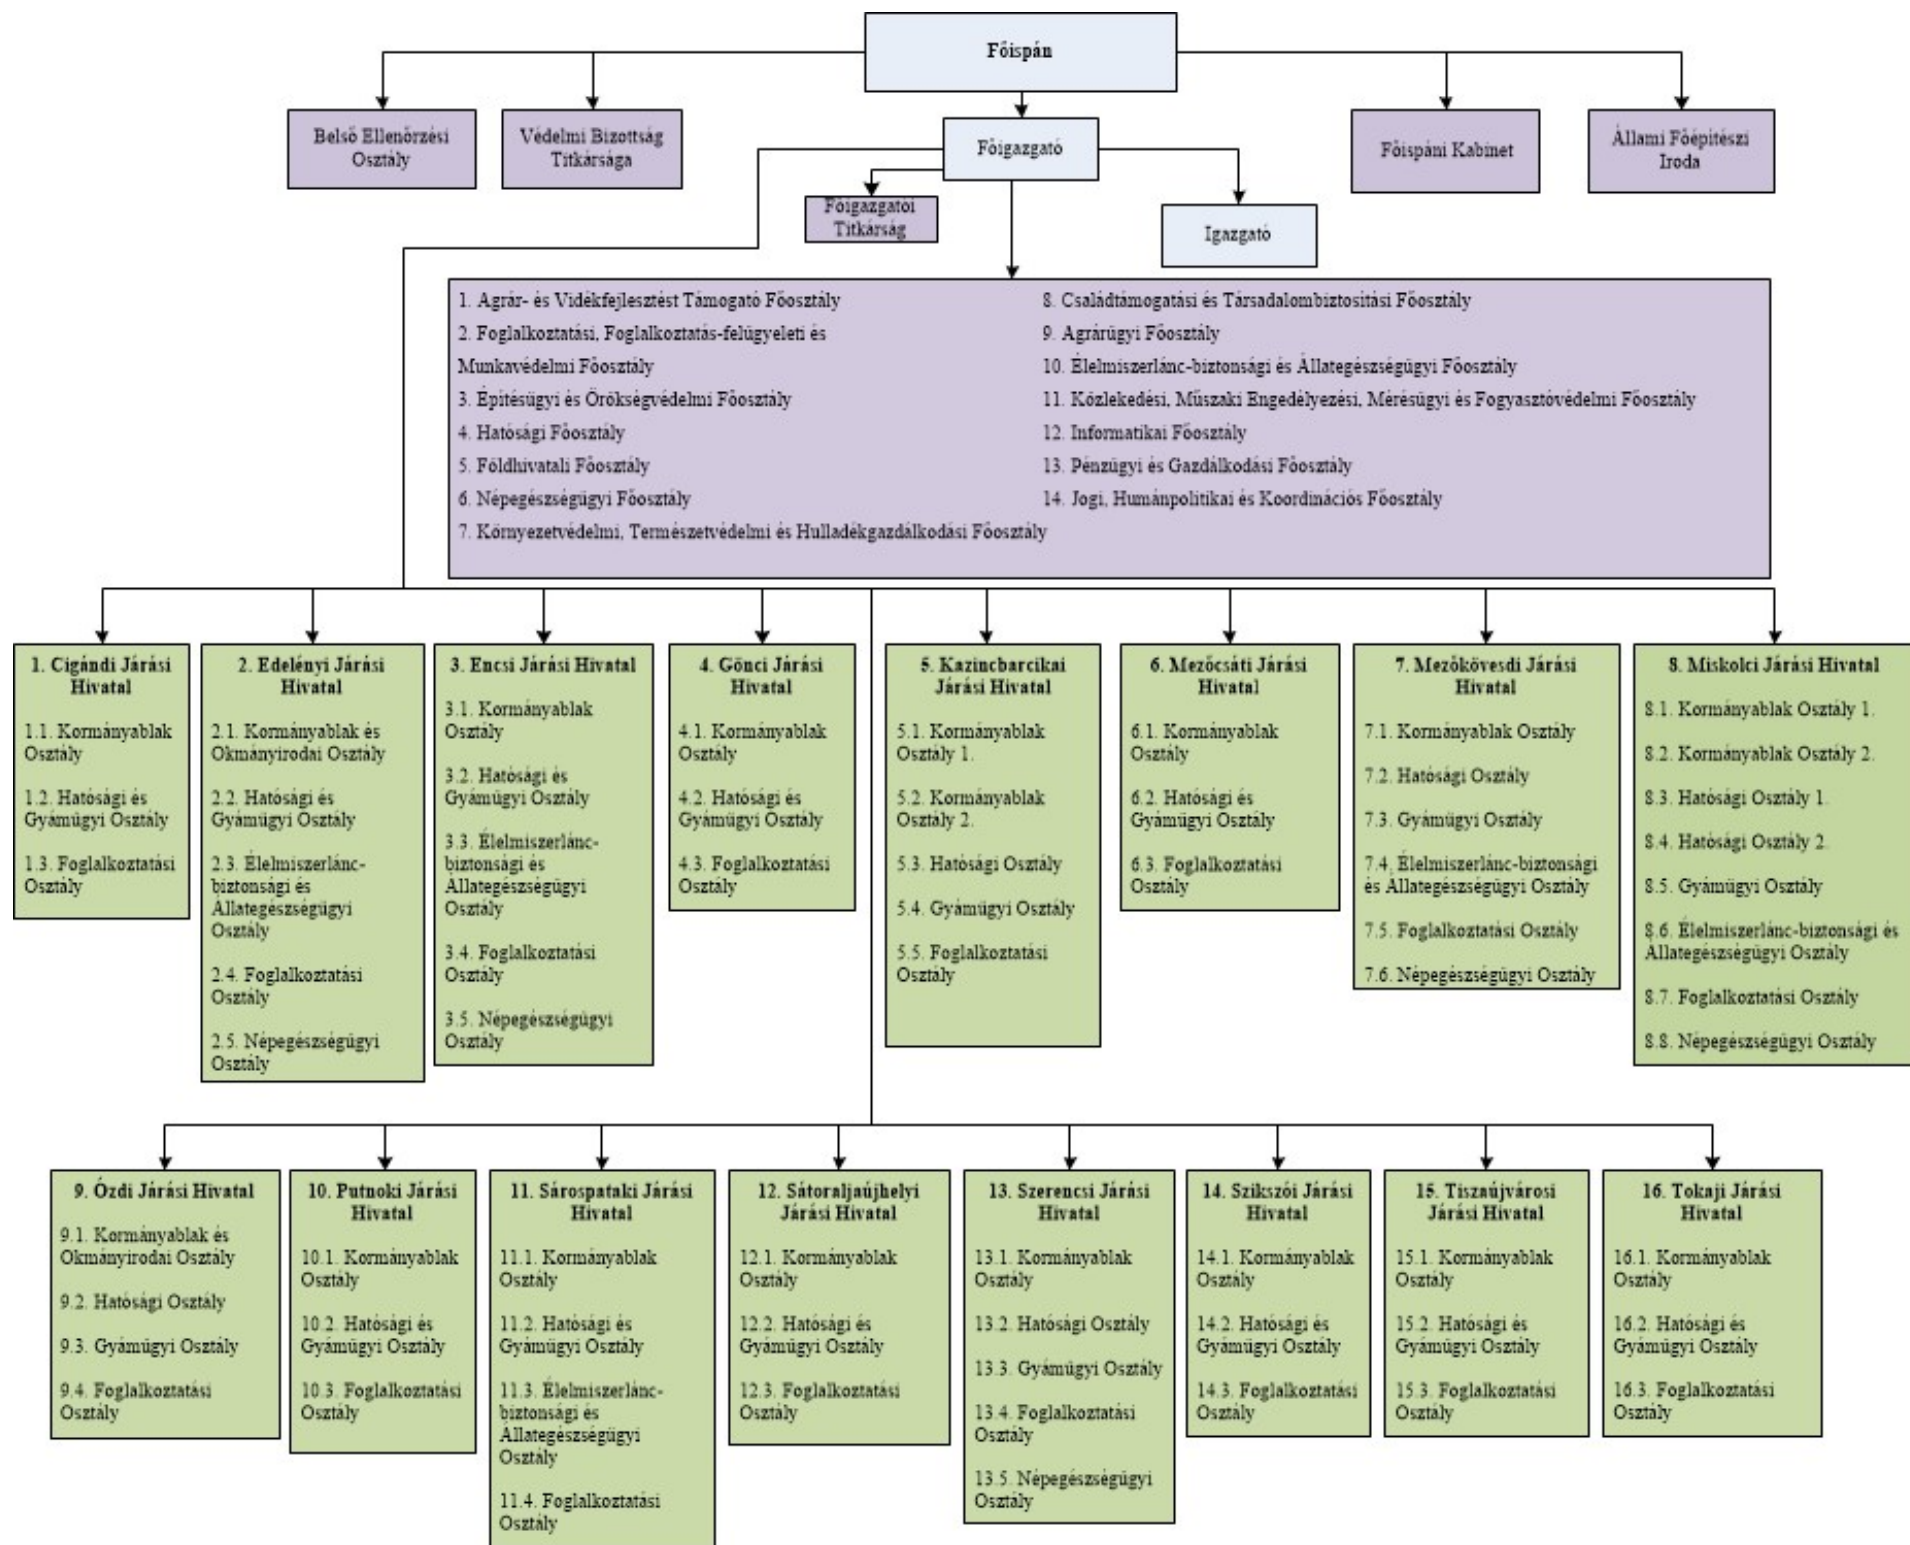 Főispán
Belső Ellenőrzési
Osztály
Védelmi Bizottság
Titkársága
Főigazgató
Főispáni Kabinet
Állami Főépítészi
Iroda
Főigazgatói
Titkárság
Igazgató
1. Agrár- és Vidékfejlesztést Támogató Főosztály
2. Foglalkoztatási, Foglalkoztatás-felügyeleti és
Munkavédelmi Főosztály
3. Építésügyi és Örökségvédelmi Főosztály
4. Hatósági Főosztály
5. Földhivatali Főosztály
6. Népegészségügyi Főosztály
7. Környezetvédelmi, Természetvédelmi és Hulladékgazdálkodási Főosztály
8. Családtámogatási és Társadalombiztosítási Főosztály
9. Agrárügyi Főosztály
10. Élelmiszerlánc-biztonsági és Állategészségügyi Főosztály
11. Közlekedési, Műszaki Engedélyezési, Mérésügyi és Fogyasztóvédelmi Főosztály
12. Informatikai Főosztály
13. Pénzügyi és Gazdálkodási Főosztály
14. Jogi, Humánpolitikai és Koordinációs Főosztály
1. Cigándi Járási
Hivatal
1.1. Kormányablak
Osztály
1.2. Hatósági és
Gyámügyi Osztály
1.3. Foglalkoztatási
Osztály
2. Edelényi Járási
Hivatal
2.1. Kormányablak és
Okmányirodai Osztály
2.2. Hatósági és
Gyámügyi Osztály
2.3. Élelmiszerlánc-
biztonsági és
Állategészségügyi
Osztály
2.4. Foglalkoztatási
Osztály
2.5. Népegészségügyi
Osztály
3. Encsi Járási Hivatal
3.1. Kormányablak
Osztály
3.2. Hatósági és
Gyámügyi Osztály
3.3. Élelmiszerlánc-
biztonsági és
Állategészségügyi
Osztály
3.4. Foglalkoztatási
Osztály
3.5. Népegészségügyi
Osztály
4. Gönci Járási
Hivatal
4.1. Kormányablak
Osztály
4.2. Hatósági és
Gyámügyi Osztály
4.3. Foglalkoztatási
Osztály
5. Kazincbarcikai
Járási Hivatal
5.1. Kormányablak
Osztály 1.
5.2. Kormányablak
Osztály 2.
5.3. Hatósági Osztály
5.4. Gyámügyi Osztály
5.5. Foglalkoztatási
Osztály
6. Mezőcsáti Járási
Hivatal
6.1. Kormányablak
Osztály
6.2. Hatósági és
Gyámügyi Osztály
6.3. Foglalkoztatási
Osztály
7. Mezőkövesdi Járási
Hivatal
7.1. Kormányablak Osztály
7.2. Hatósági Osztály
7.3. Gyámügyi Osztály
7.4. Élelmiszerlánc-biztonsági
és Állategészségügyi Osztály
7.5. Foglalkoztatási Osztály
7.6. Népegészségügyi Osztály
8. Miskolci Járási Hivatal
8.1. Kormányablak Osztály 1.
8.2. Kormányablak Osztály 2.
8.3. Hatósági Osztály 1.
8.4. Hatósági Osztály 2.
8.5. Gyámügyi Osztály
8.6. Élelmiszerlánc-biztonsági és
Állategészségügyi Osztály
8.7. Foglalkoztatási Osztály
8.8. Népegészségügyi Osztály
9. Ózdi Járási Hivatal
9.1. Kormányablak és
Okmányirodai Osztály
9.2. Hatósági Osztály
9.3. Gyámügyi Osztály
9.4. Foglalkoztatási
Osztály
10. Putnoki Járási
Hivatal
10.1. Kormányablak
Osztály
10.2. Hatósági és
Gyámügyi Osztály
10.3. Foglalkoztatási
Osztály
11. Sárospataki Járási
Hivatal
11.1. Kormányablak
Osztály
11.2. Hatósági és
Gyámügyi Osztály
11.3. Élelmiszerlánc-
biztonsági és
Állategészségügyi
Osztály
11.4. Foglalkoztatási
Osztály
12. Sátoraljaújhelyi
Járási Hivatal
12.1. Kormányablak
Osztály
12.2. Hatósági és
Gyámügyi Osztály
12.3. Foglalkoztatási
Osztály
13. Szerencsi Járási
Hivatal
13.1. Kormányablak
Osztály
13.2. Hatósági Osztály
13.3. Gyámügyi Osztály
13.4. Foglalkoztatási
Osztály
13.5. Népegészségügyi
Osztály
14. Szikszói Járási
Hivatal
14.1. Kormányablak
Osztály
14.2. Hatósági és
Gyámügyi Osztály
14.3. Foglalkoztatási
Osztály
15. Tiszaújvárosi
Járási Hivatal
15.1. Kormányablak
Osztály
15.2. Hatósági és
Gyámügyi Osztály
15.3. Foglalkoztatási
Osztály
16. Tokaji Járási
Hivatal
16.1. Kormányablak
Osztály
16.2. Hatósági és
Gyámügyi Osztály
16.3. Foglalkoztatási
Osztály